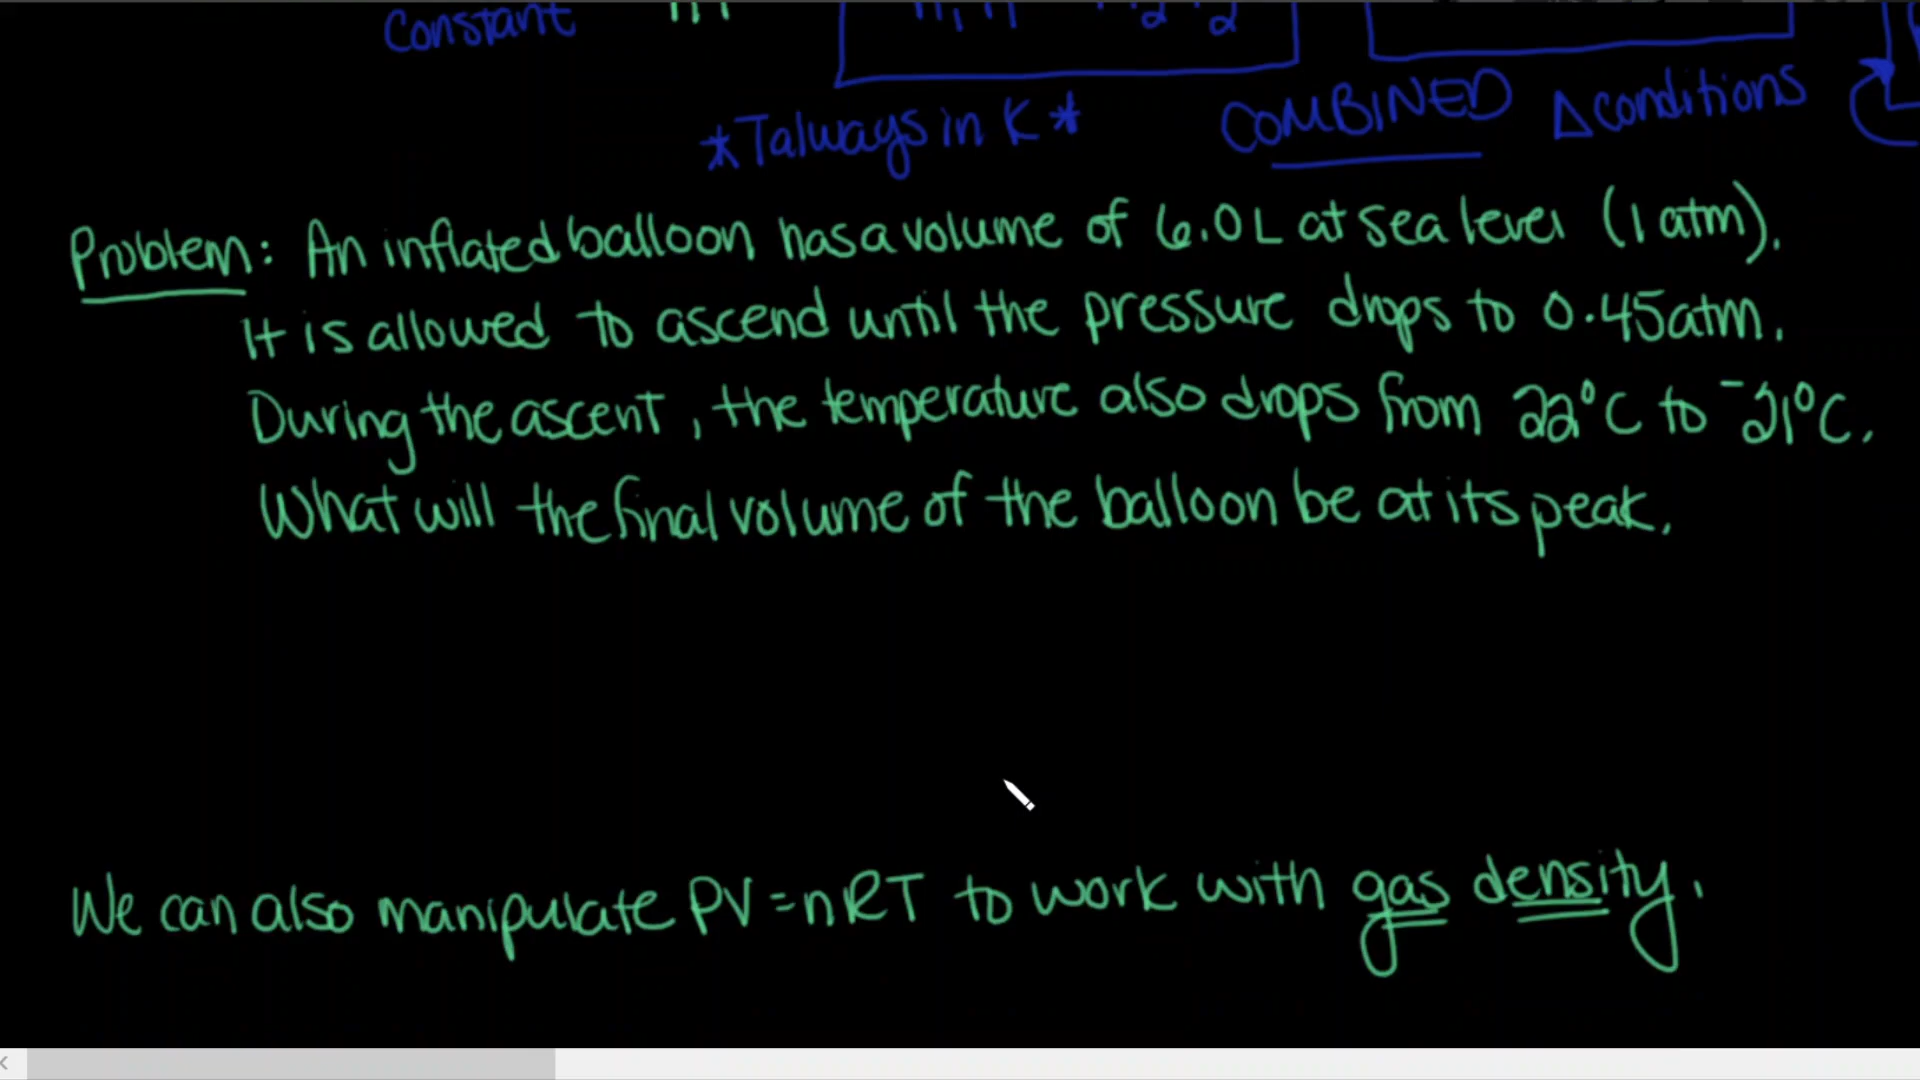 Constant
*T always in K* COMBINED Δ conditions
Problem: An inflated balloon has a volume of 6.0 L at sea level (1 atm).
It is allowed to ascend until the pressure drops to 0.45 atm.
During the ascent, the temperature also drops from 22°C to -21°C.
What will the final volume of the balloon be at its peak.
We can also manipulate PV=nRT to work with gas density.